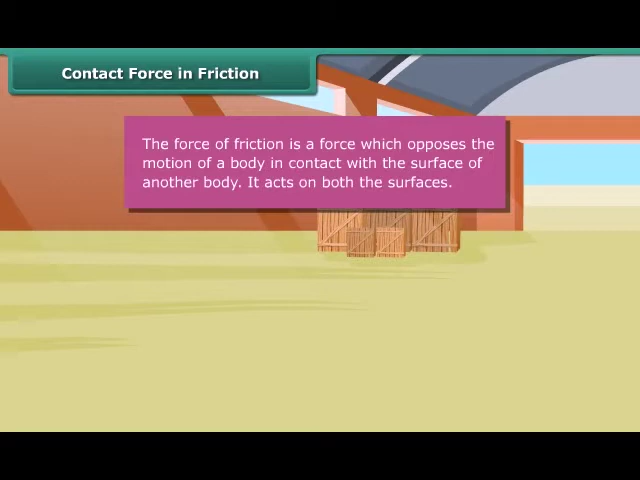 Contact Force in Friction
The force of friction is a force which opposes the
motion of a body in contact with the surface of
another body. It acts on both the surfaces.